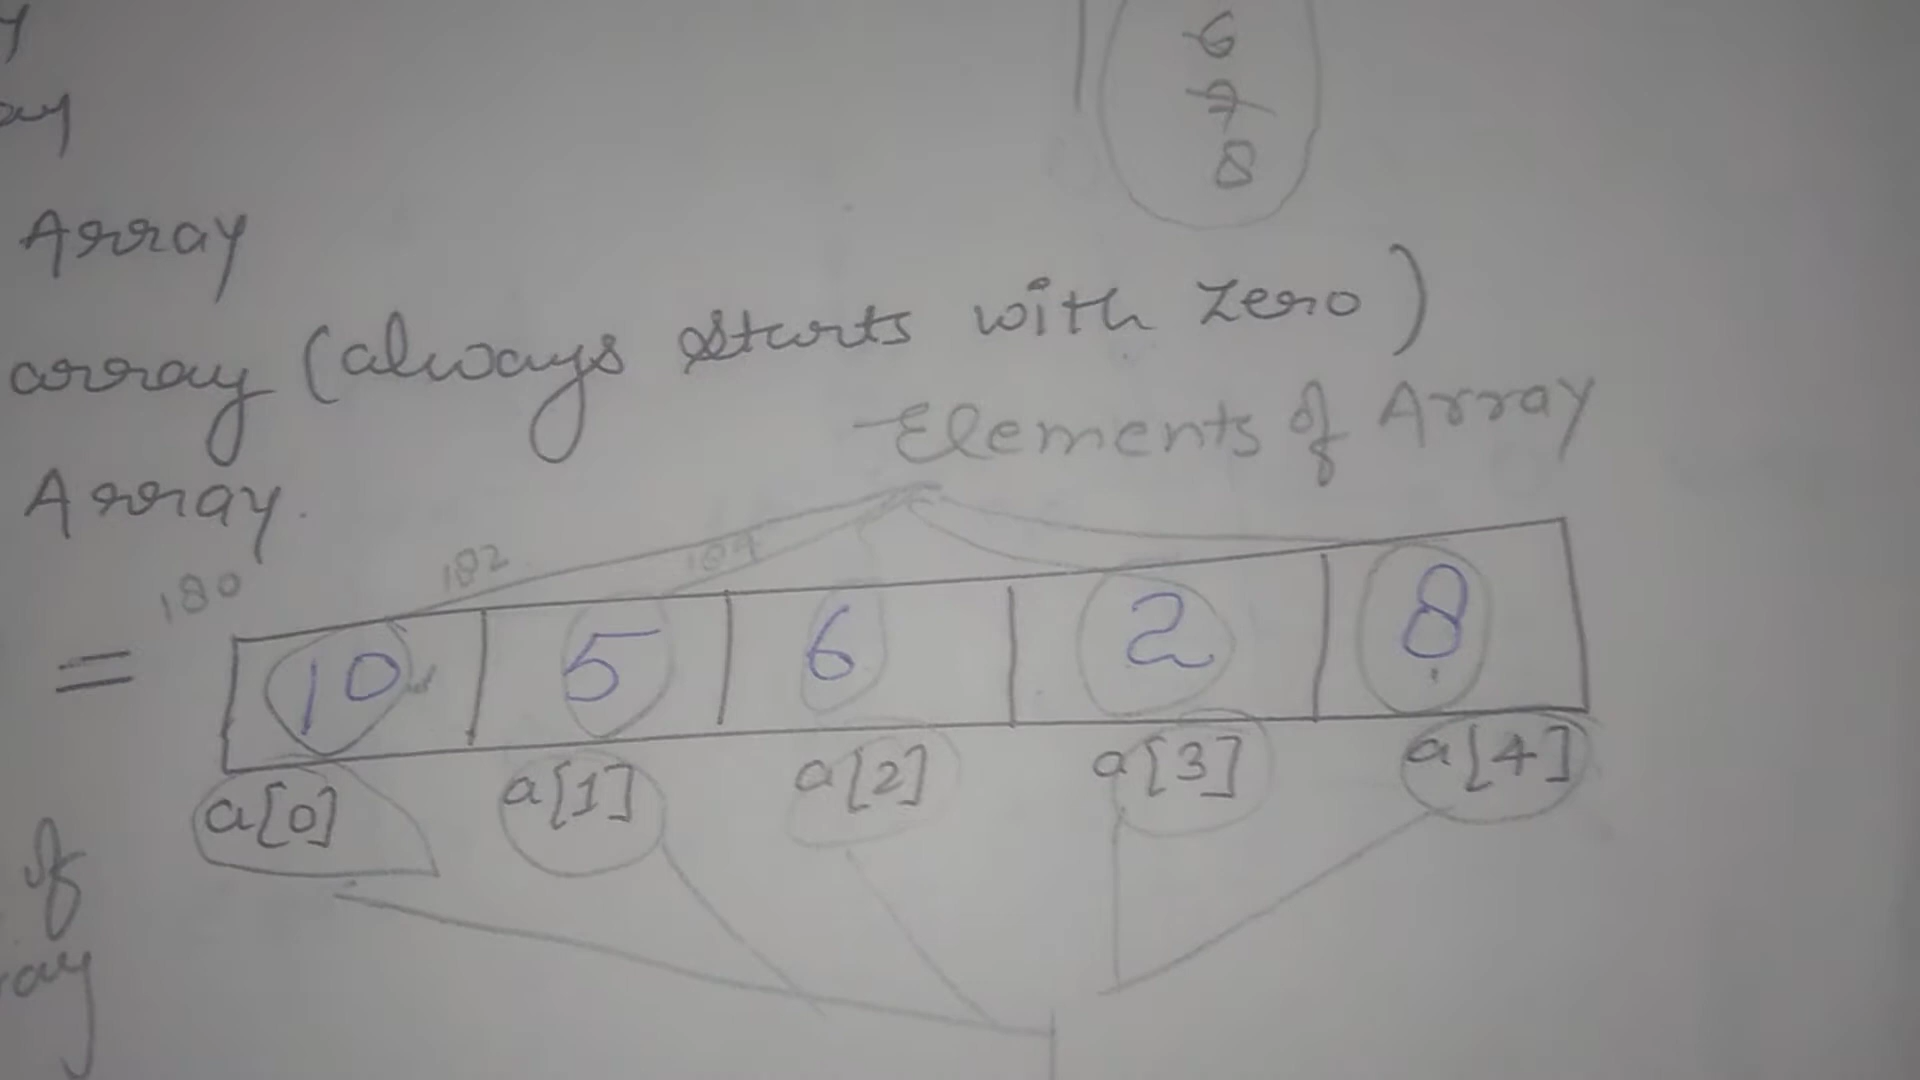 6
7
8
Array
array (always starts with zero)
Elements of Array
Array.
180 182 184
= 10 5 6 2 8
a[0] a[1] a[2] a[3] a[4]
of